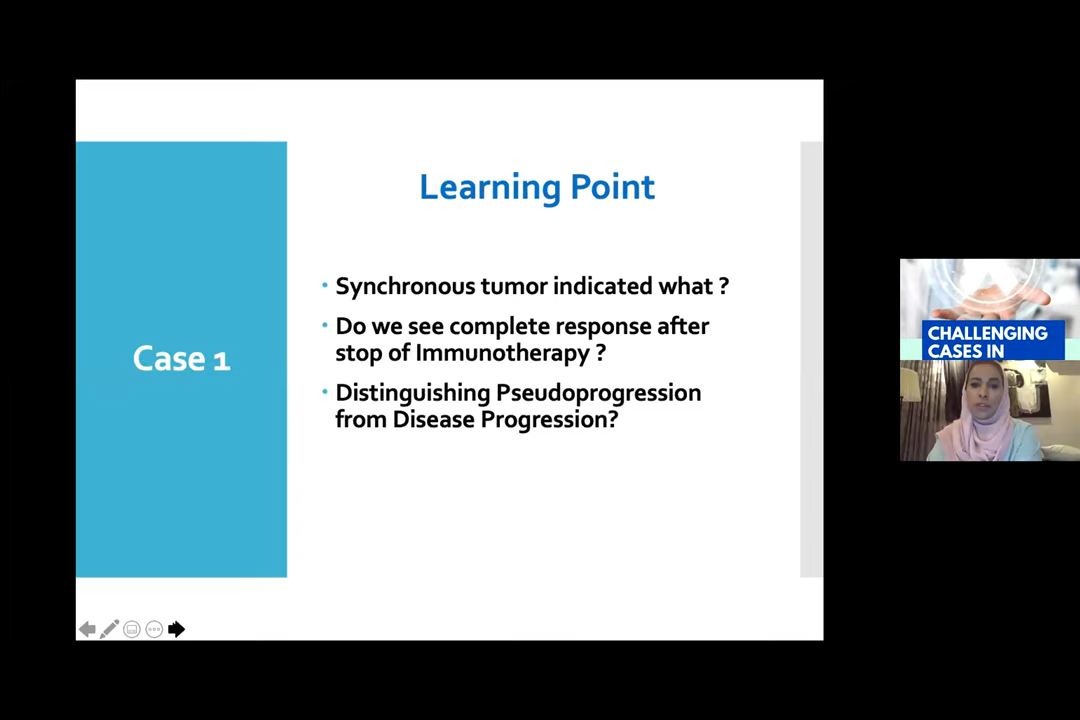 Learning Point
Case 1
Synchronous tumor indicated what ?
Do we see complete response after
stop of Immunotherapy ?
Distinguishing Pseudoprogression
from Disease Progression?
CHALLENGING
CASES IN